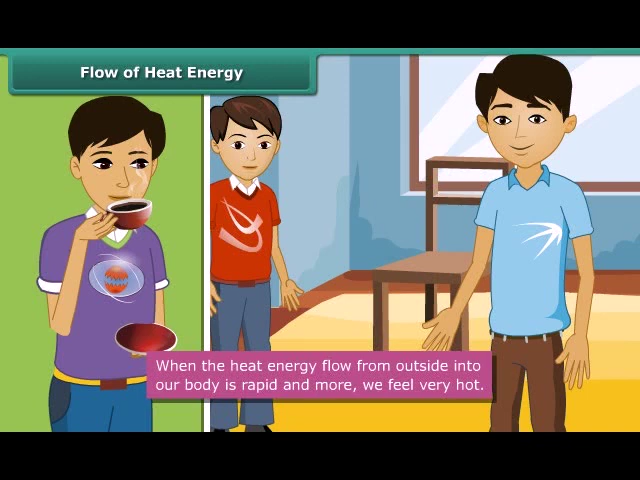 Flow of Heat Energy
When the heat energy flow from outside into
our body is rapid and more, we feel very hot.